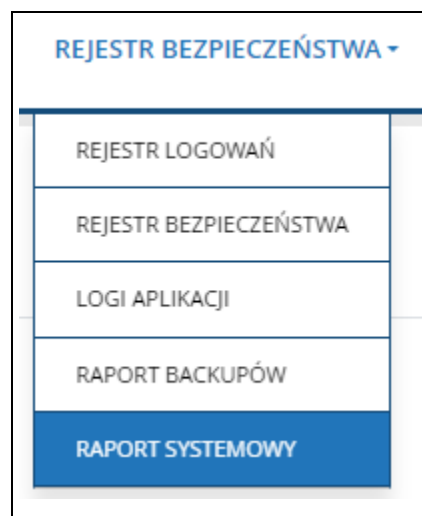 REJESTR BEZPIECZEŃSTWA
REJESTR LOGOWAŃ
REJESTR BEZPIECZEŃSTWA
LOGI APLIKACJI
RAPORT BACKUPÓW
RAPORT SYSTEMOWY